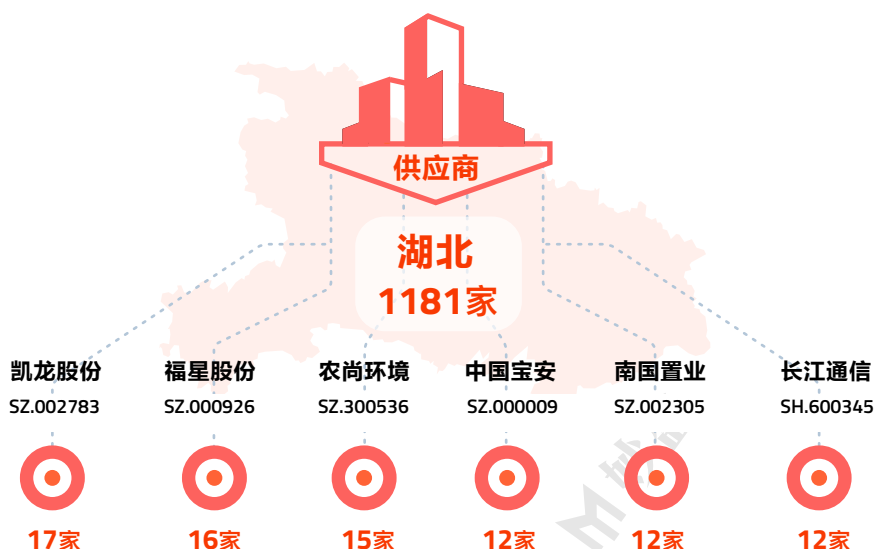 供应商
湖北
1181家
凯龙股份 福星股份 农尚环境 中国宝安 南国置业 长江通信
SZ.002783 SZ.000926 SZ.300536 SZ.000009 SZ.002305 SH.600345
17家 16家 15家 12家 12家 12家